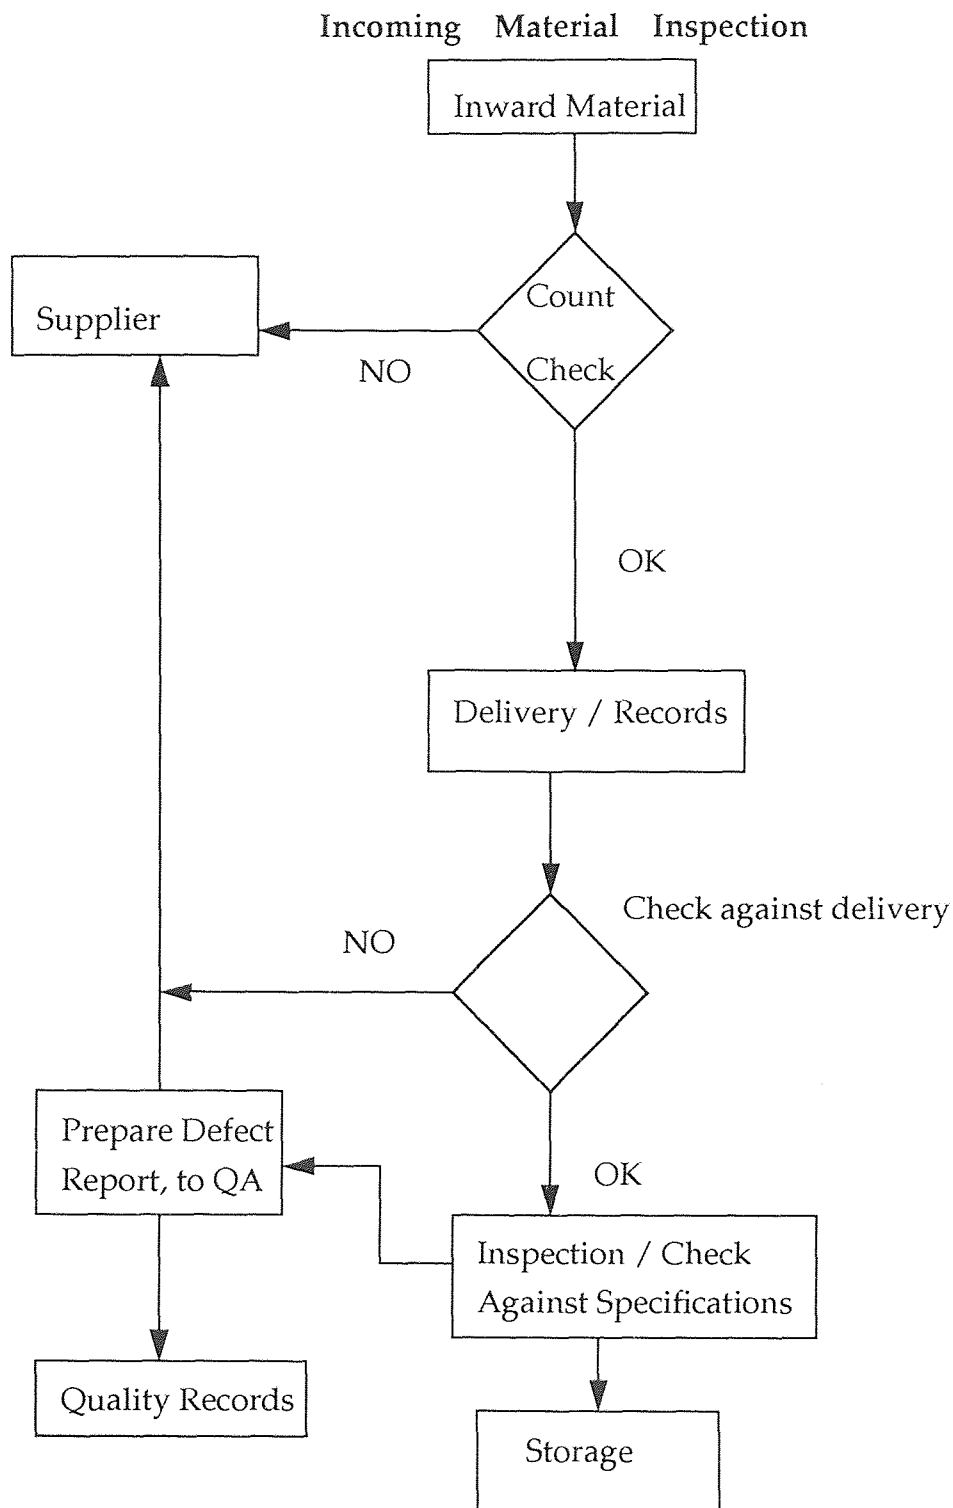 Incoming Material Inspection
Inward Material
Count
Check
Supplier
NO
OK
Delivery / Records
Check against delivery
NO
Prepare Defect
Report, to QA
OK
Inspection / Check
Against Specifications
Quality Records
Storage